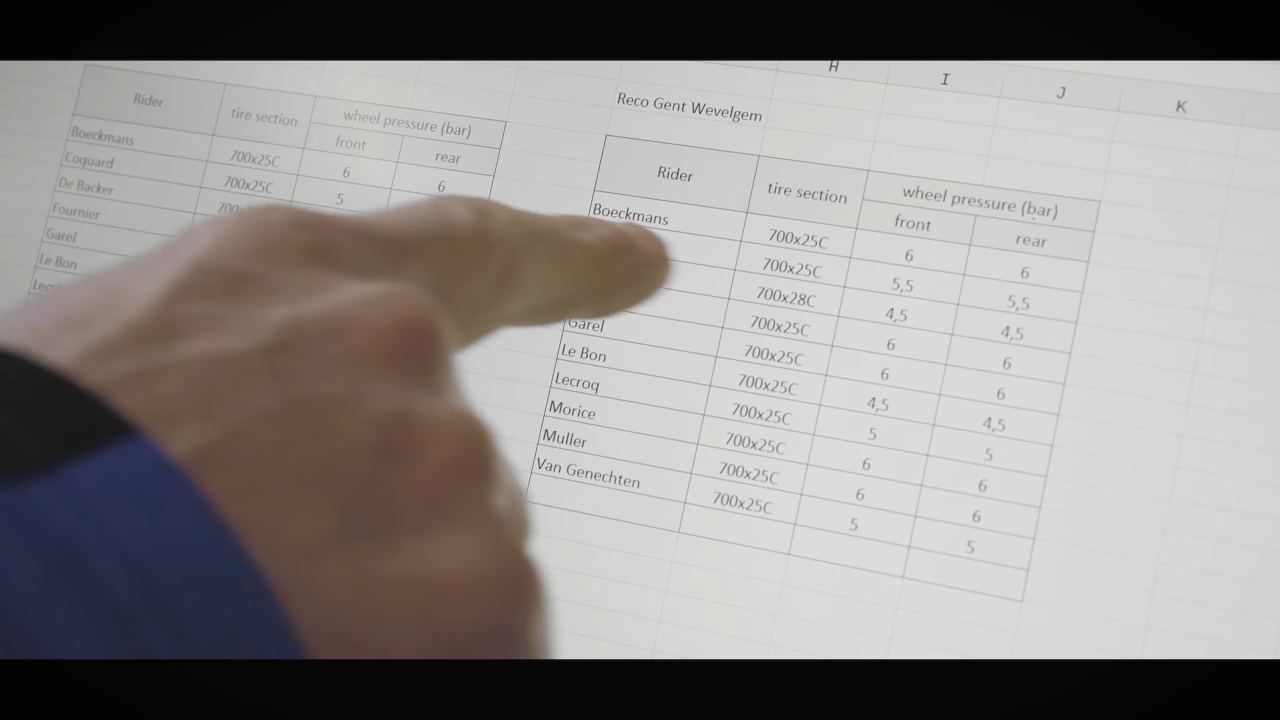 H I J K
Rider tire section wheel pressure (bar)
front rear
Boeckmans 700x25C 6 6
Coquard 700x25C 5
De Backer
Fournier
Garel
Le Bon
Reco Gent Wevelgem
Rider tire section wheel pressure (bar)
front rear
Boeckmans 700x25C 6 6
700x25C 5,5 5,5
700x28C 4,5 4,5
700x25C 6 6
Garel 700x25C 6 6
Le Bon 700x25C 4,5 4,5
Lecroq 700x25C 5 5
Morice 700x25C 6 6
Muller 700x25C 6 6
Van Genechten 700x25C 5 5